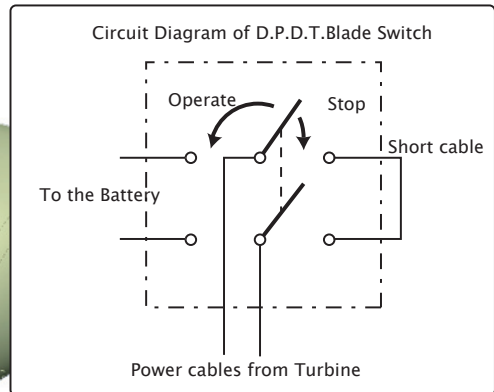 Circuit Diagram of D.P.D.T.Blade Switch
Operate
Stop
Short cable
To the Battery
Power cables from Turbine